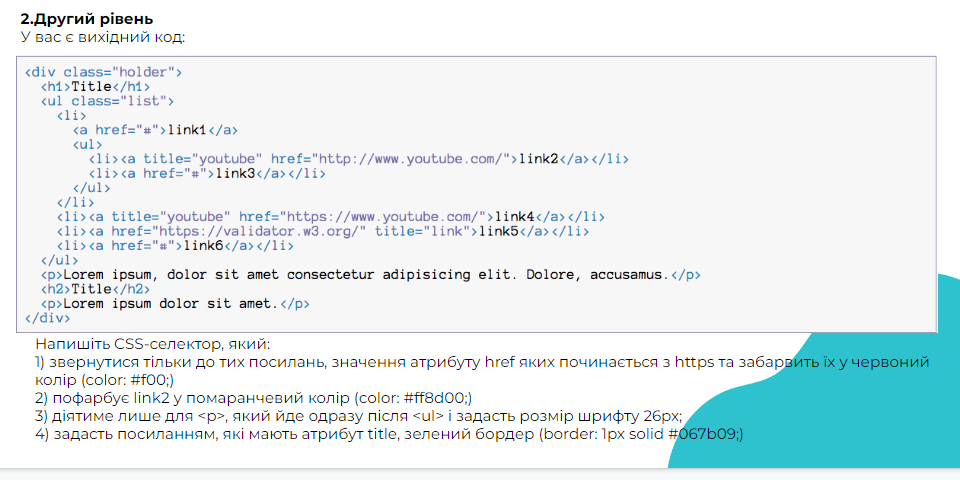 2.Другий рівень
У вас є вихідний код:
<div class="holder">
  <h1>Title</h1>
  <ul class="list">
    <li>
      <a href="#">link1</a>
      <ul>
        <li><a title="youtube" href="http://www.youtube.com/">link2</a></li>
        <li><a href="#">link3</a></li>
      </ul>
    </li>
    <li><a title="youtube" href="https://www.youtube.com/">link4</a></li>
    <li><a href="https://validator.w3.org/" title="link">link5</a></li>
    <li><a href="#">link6</a></li>
  </ul>
  <p>Lorem ipsum, dolor sit amet consectetur adipisicing elit. Dolore, accusamus.</p>
  <h2>Title</h2>
  <p>Lorem ipsum dolor sit amet.</p>
</div>
Напишіть CSS-селектор, який:
1) звернутися тільки до тих посилань, значення атрибуту href яких починається з https та забарвить їх у червоний
колір (color: #f00;)
2) пофарбує link2 у помаранчевий колір (color: #ff8d00;)
3) діятиме лише для <p>, який йде одразу після <ul> і задасть розмір шрифту 26px;
4) задасть посиланням, які мають атрибут title, зелений бордер (border: 1px solid #067b09;)